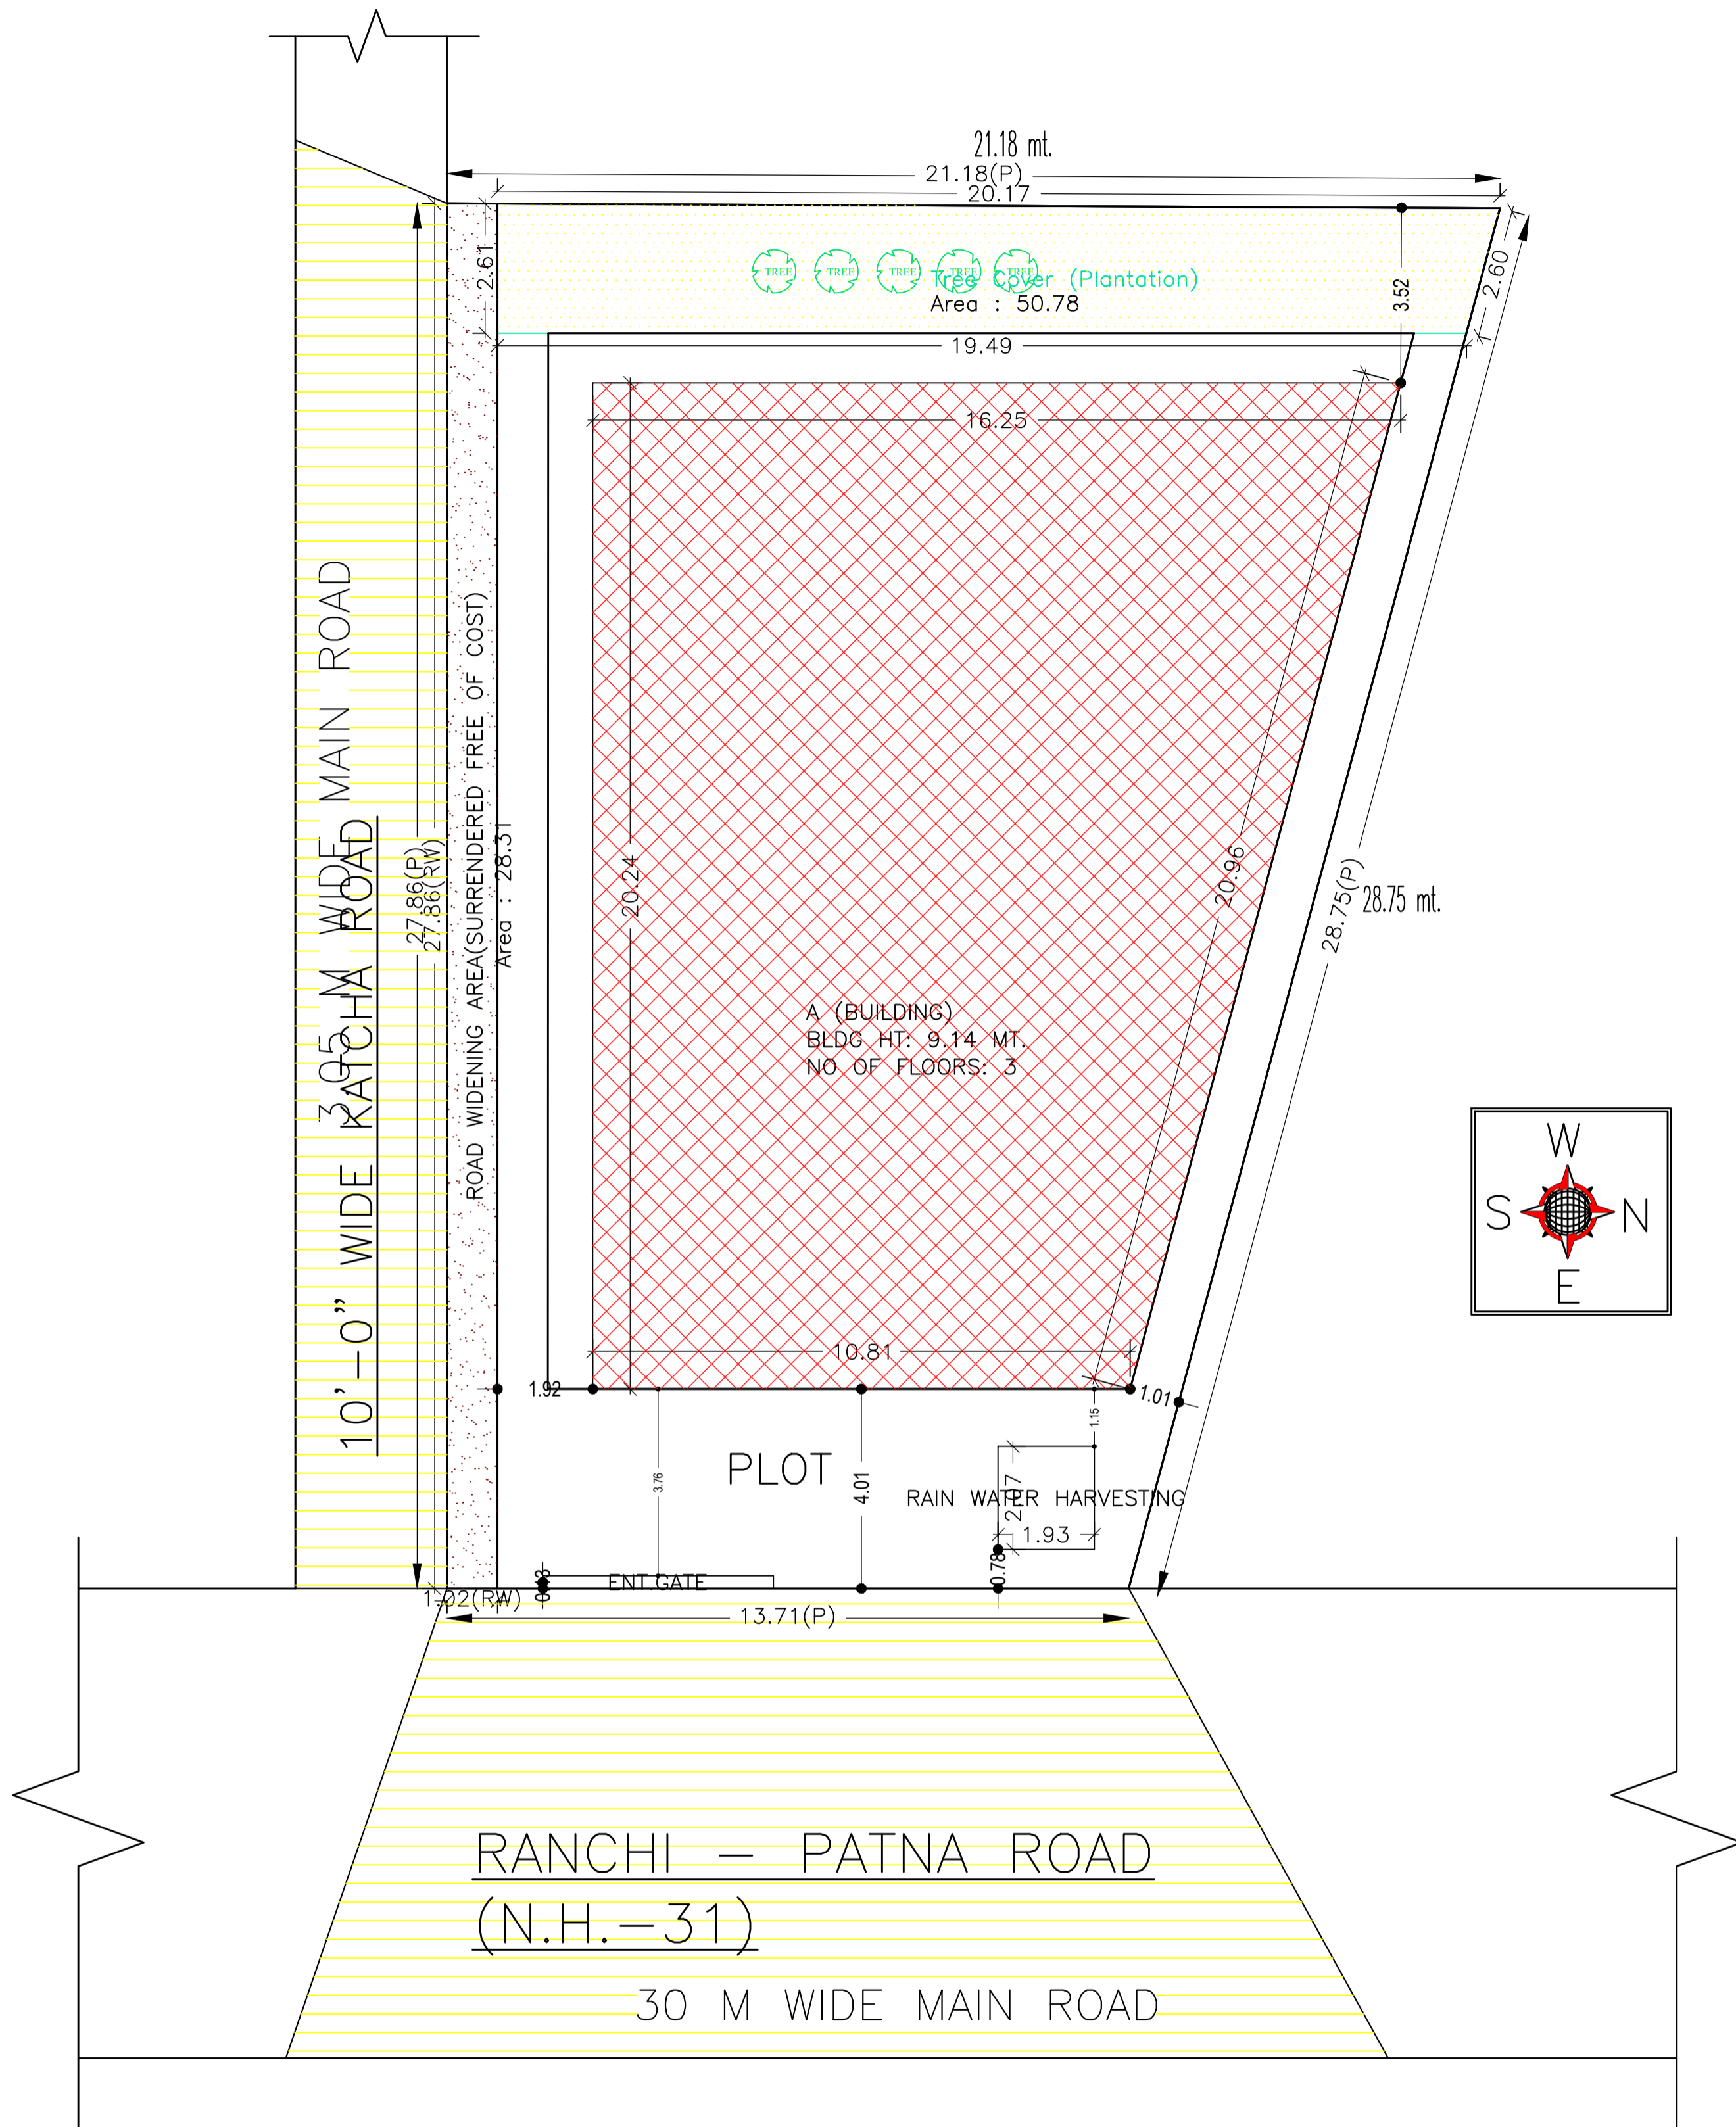 21.18 mt.
21.18(P)
20.17
2.61
TREE TREE TREE TREE TREE
Tree Cover (Plantation)
Area : 50.78
3.52
2.60
19.49
16.25
3.05 M WIDE MAIN ROAD
10'-0" WIDE KATCHA ROAD
27.86(P)
27.86(RW)
ROAD WIDENING AREA(SURRENDERED FREE OF COST)
Area : 28.31
20.24
20.96
28.75(P)
28.75 mt.
A (BUILDING)
BLDG HT: 9.14 MT.
NO OF FLOORS: 3
W
S N
E
10.81
1.92
1.01
1.15
3.76
PLOT
4.01
2.07
RAIN WATER HARVESTING
1.93
0.78
ENT.GATE
1.02(RW)
13.71(P)
RANCHI - PATNA ROAD
(N.H.-31)
30 M WIDE MAIN ROAD